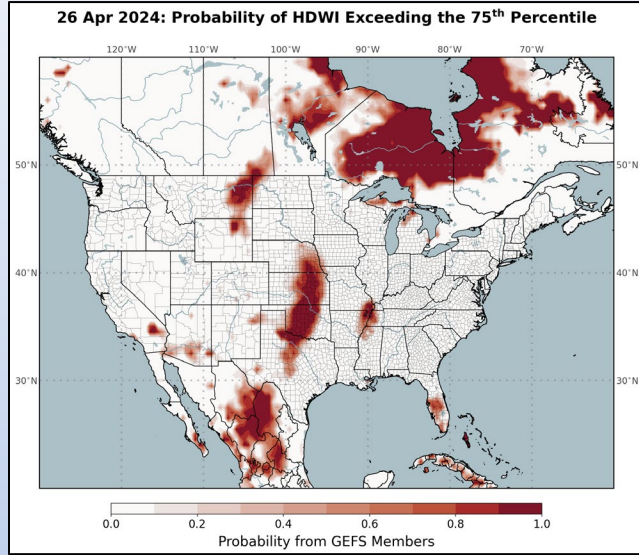 26 Apr 2024: Probability of HDWI Exceeding the 75th Percentile
120°W 110°W 100°W 90°W 80°W 70°W
50°N 50°N
40°N 40°N
30°N 30°N
0.0 0.2 0.4 0.6 0.8 1.0
Probability from GEFS Members